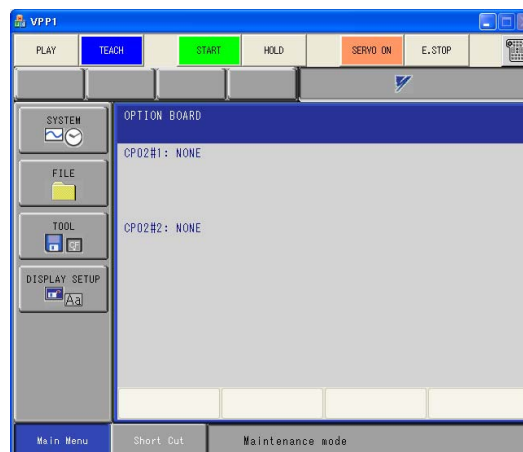 VPP1
PLAY TEACH START HOLD SERVO ON E.STOP
SYSTEM
FILE
TOOL
CF
DISPLAY SETUP
Aa
OPTION BOARD
CP02#1: NONE
CP02#2: NONE
Main Menu Short Cut Maintenance mode